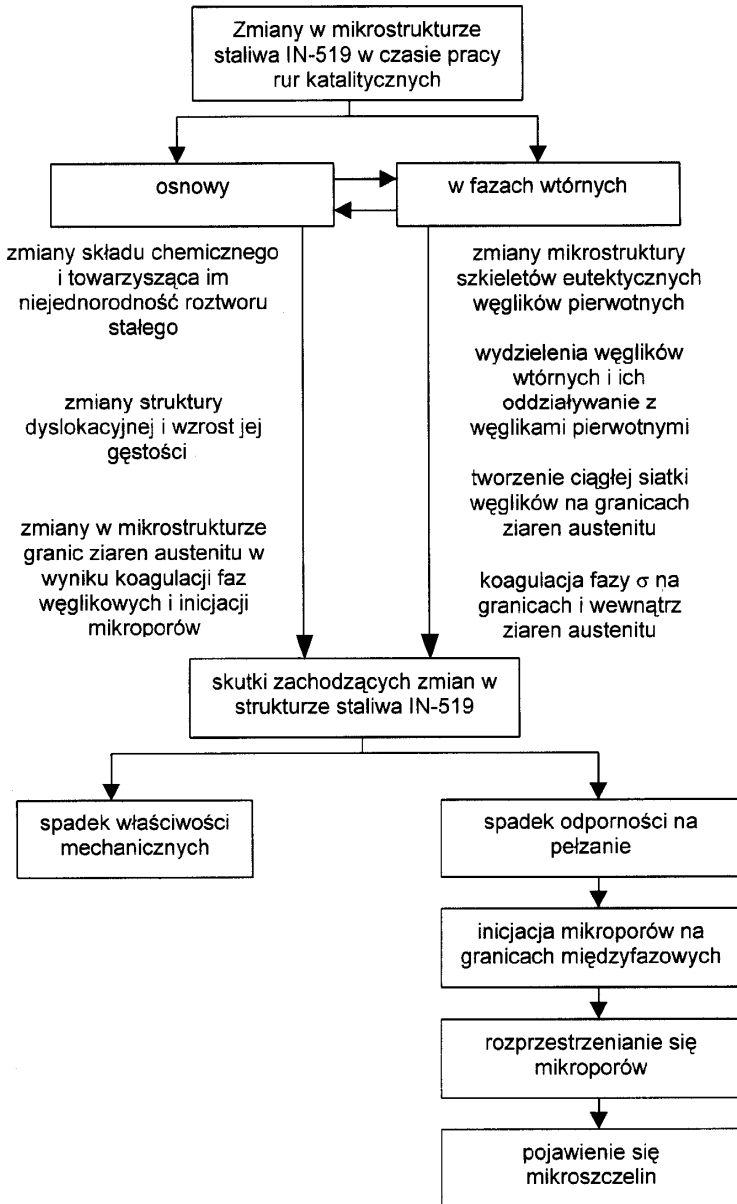 Zmiany w mikrostrukturze
staliwa IN-519 w czasie pracy
rur katalitycznych
osnowy
w fazach wtórnych
zmiany składu chemicznego
i towarzysząca im
niejednorodność roztworu
stałego
zmiany struktury
dyslokacyjnej i wzrost jej
gęstości
zmiany w mikrostrukturze
granic ziaren austenitu w
wyniku koagulacji faz
węglikowych i inicjacji
mikroporów
zmiany mikrostruktury
szkieletów eutektycznych
węglików pierwotnych
wydzielenia węglików
wtórnych i ich
oddziaływanie z
węglikami pierwotnymi
tworzenie ciągłej siatki
węglików na granicach
ziaren austenitu
koagulacja fazy σ na
granicach i wewnątrz
ziaren austenitu
skutki zachodzących zmian w
strukturze staliwa IN-519
spadek właściwości
mechanicznych
spadek odporności na
pełzanie
inicjacja mikroporów na
granicach międzyfazowych
rozprzestrzenianie się
mikroporów
pojawienie się
mikroszczelin